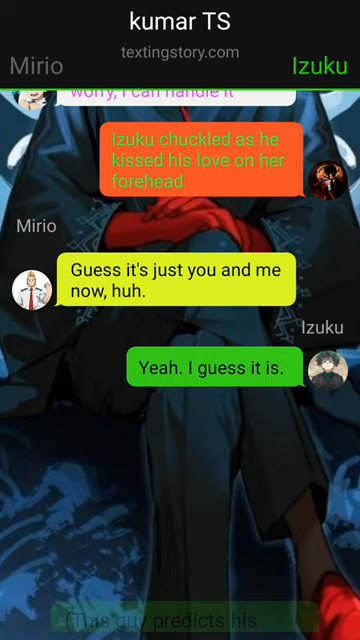 kumar TS
textingstory.com
Mirio
Izuku
worry, I can handle it
Izuku chuckled as he
kissed his love on her
forehead
Mirio
Guess it's just you and me
now, huh.
Izuku
Yeah. I guess it is.
(This guy predicts his